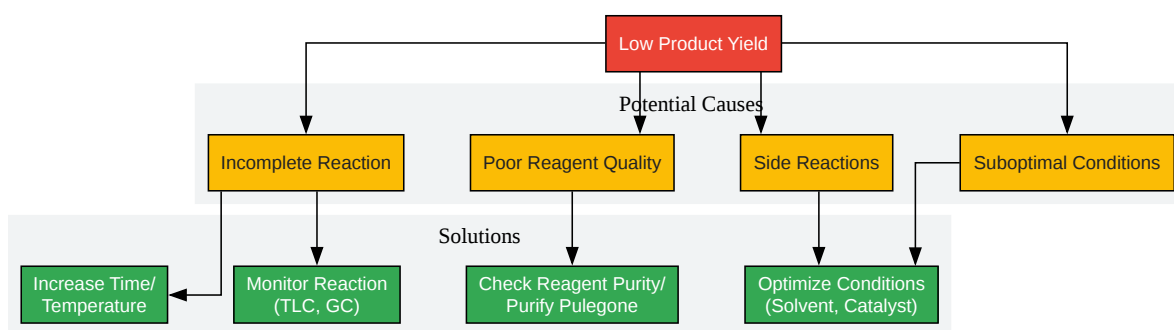 Low Product Yield
Potential Causes
Incomplete Reaction
Poor Reagent Quality
Side Reactions
Suboptimal Conditions
Solutions
Increase Time/
Temperature
Monitor Reaction
(TLC, GC)
Check Reagent Purity/
Purify Pulegone
Optimize Conditions
(Solvent, Catalyst)